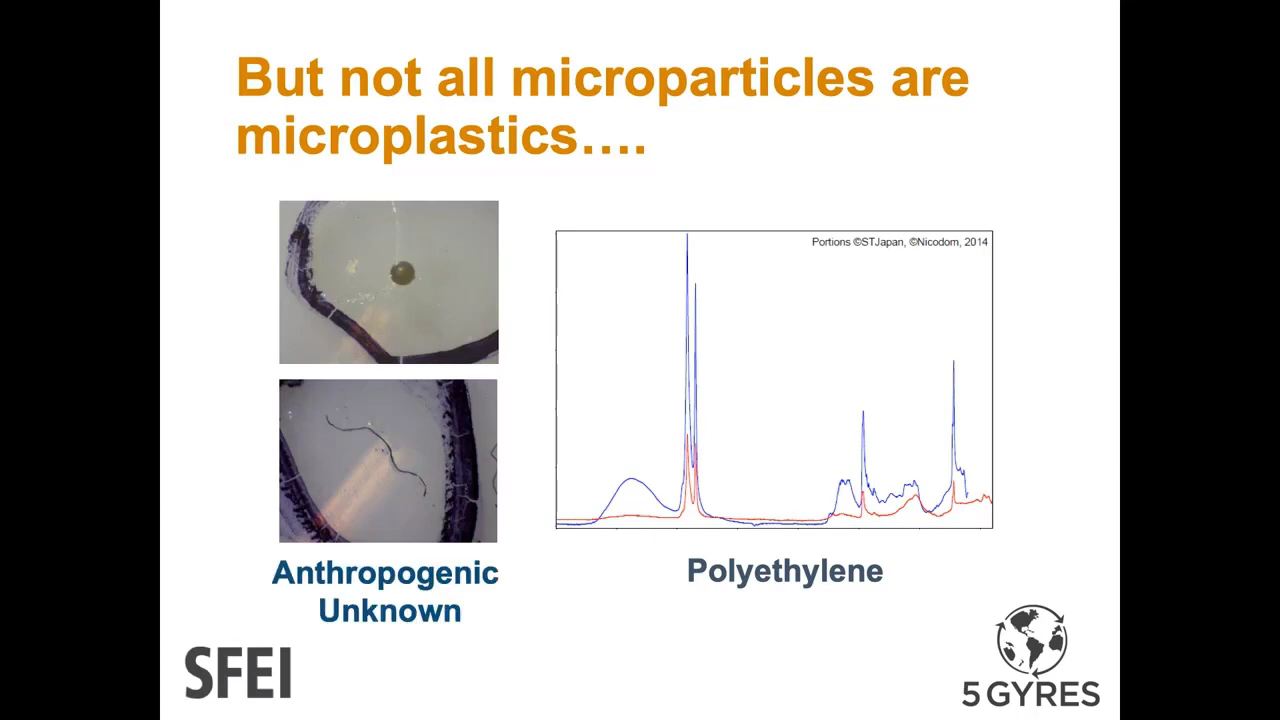 But not all microparticles are
microplastics….
Portions ©STJapan, ©Nicodom, 2014
Anthropogenic
Unknown
Polyethylene
SFEI
5 GYRES